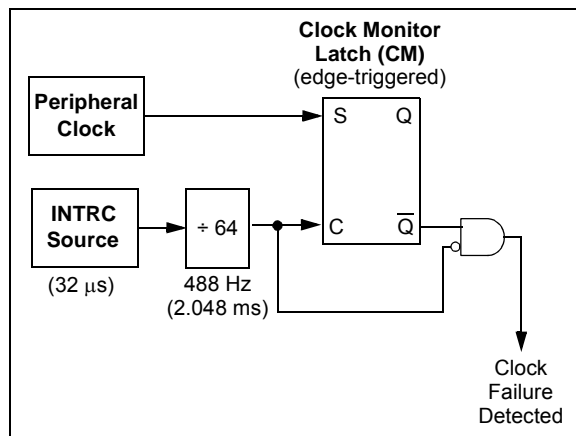 Clock Monitor
Latch (CM)
(edge-triggered)
Peripheral
Clock
S
Q
INTRC
Source
(32 μs)
÷ 64
488 Hz
(2.048 ms)
C
Q̅
Clock
Failure
Detected